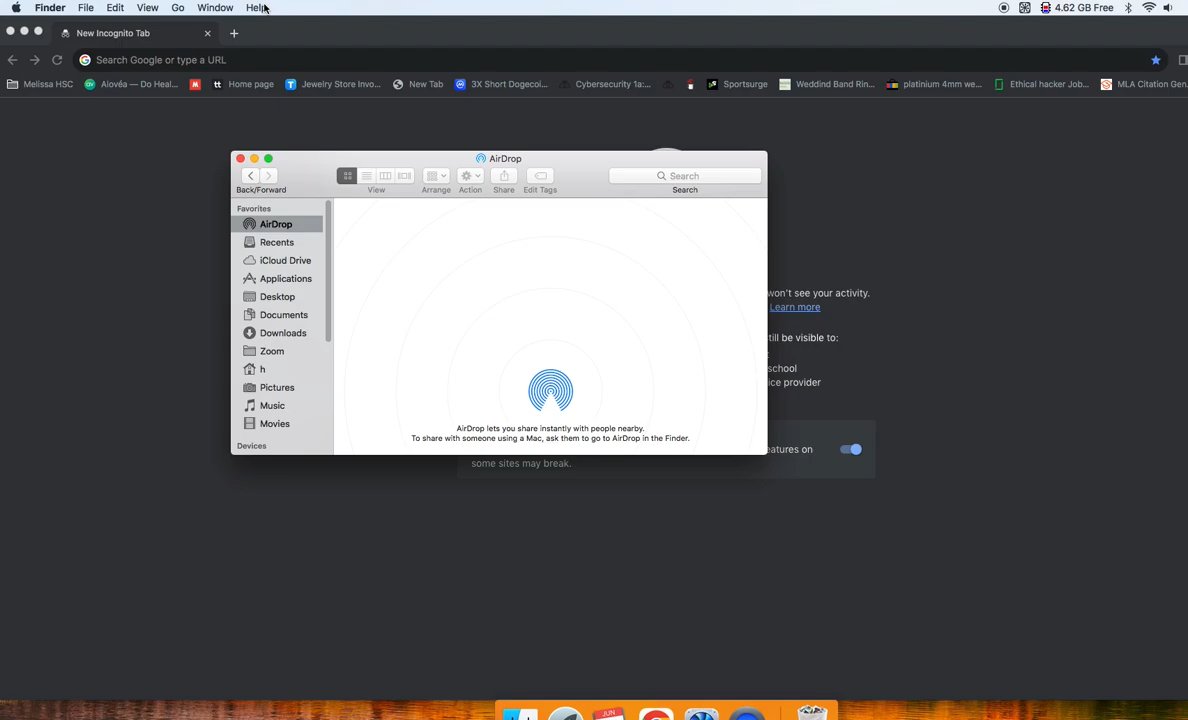 Finder File Edit View Go Window Help 4.62 GB Free
New Incognito Tab
Search Google or type a URL
Melissa HSC Alovéa — Do Heal... Home page Jewelry Store Invo... New Tab 3X Short Dogecoi... Cybersecurity 1a:... Sportsurge Weddind Band Rin... platinium 4mm we... Ethical hacker Job... MLA Citation Gen
AirDrop
Search
Back/Forward View Arrange Action Share Edit Tags Search
Favorites
AirDrop
Recents
iCloud Drive
Applications
Desktop
Documents
Downloads
Zoom
h
Pictures
Music
Movies
Devices
AirDrop lets you share instantly with people nearby.
To share with someone using a Mac, ask them to go to AirDrop in the Finder.
won't see your activity.
Learn more
till be visible to:
school
ice provider
eatures on
some sites may break.
JUN